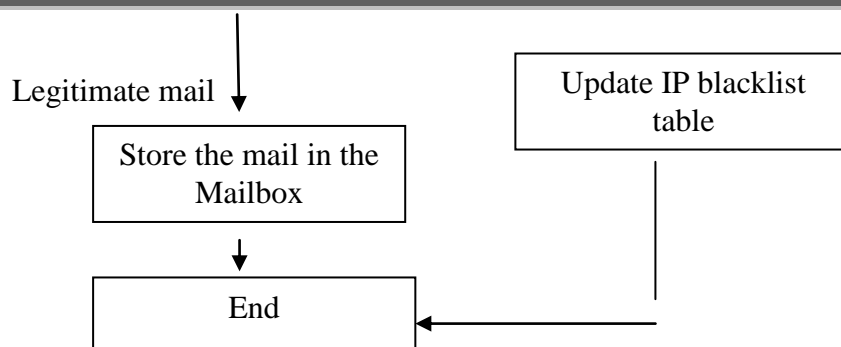 Legitimate mail
Update IP blacklist
table
Store the mail in the
Mailbox
End